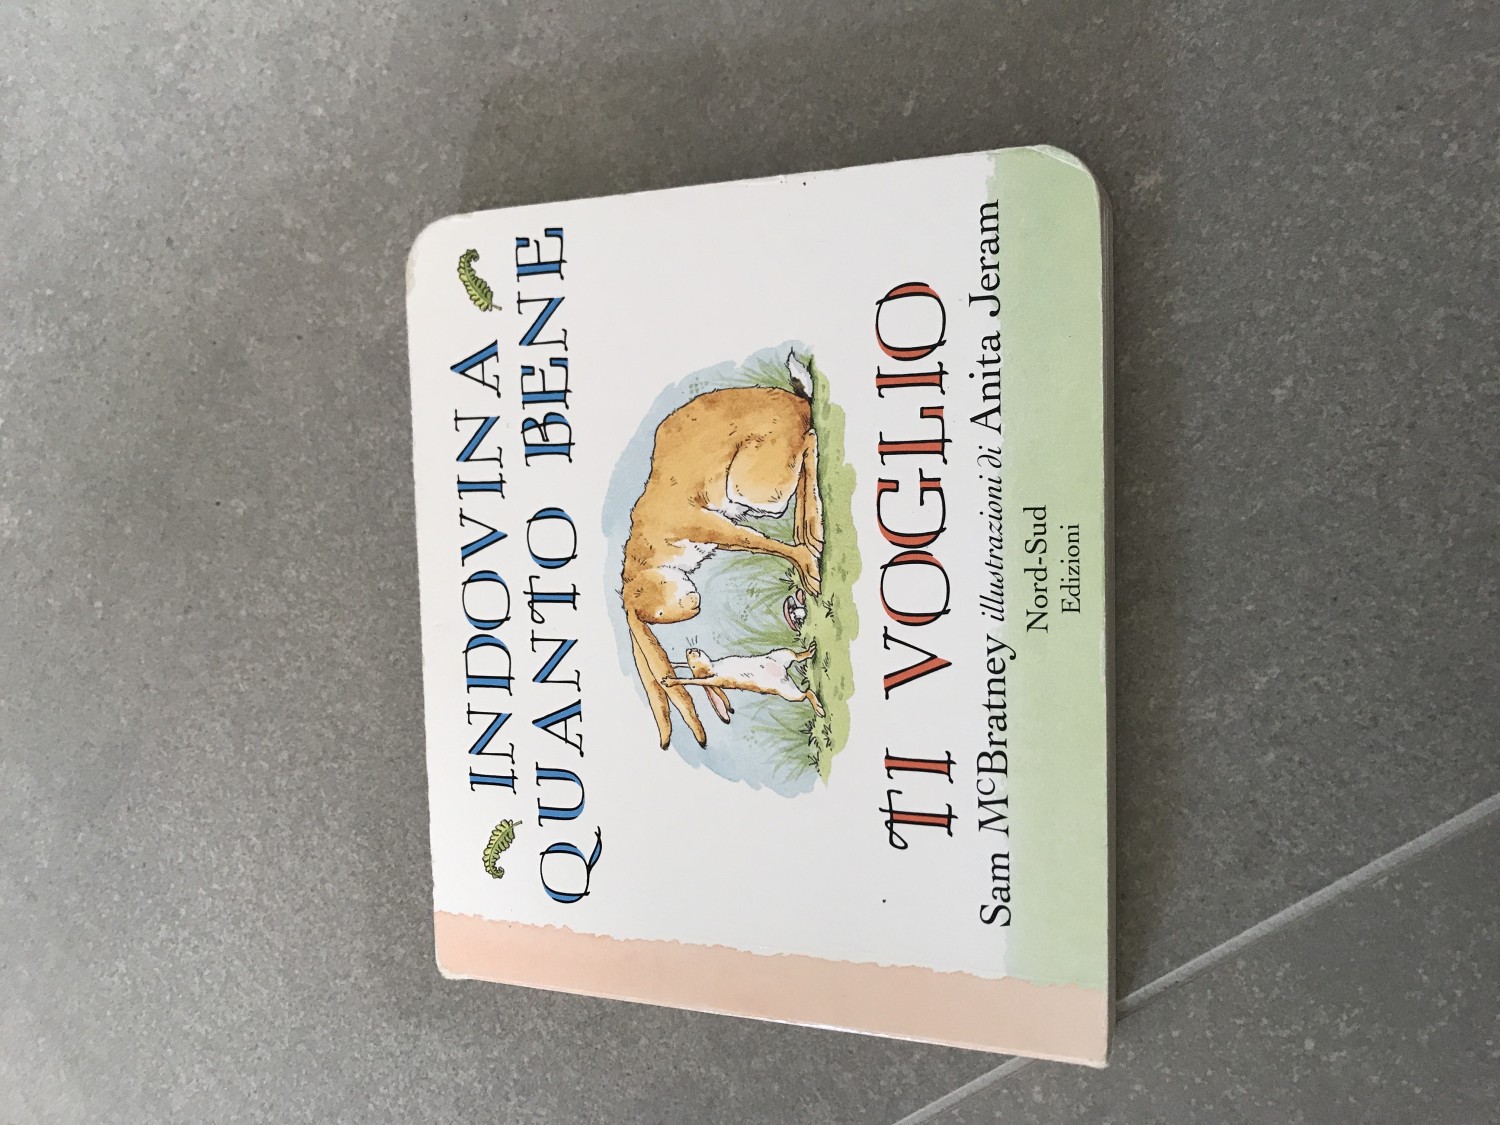 INDOVINA
QUANTO BENE
TI VOGLIO
Sam McBratney illustrazioni di Anita Jeram
Nord-Sud
Edizioni